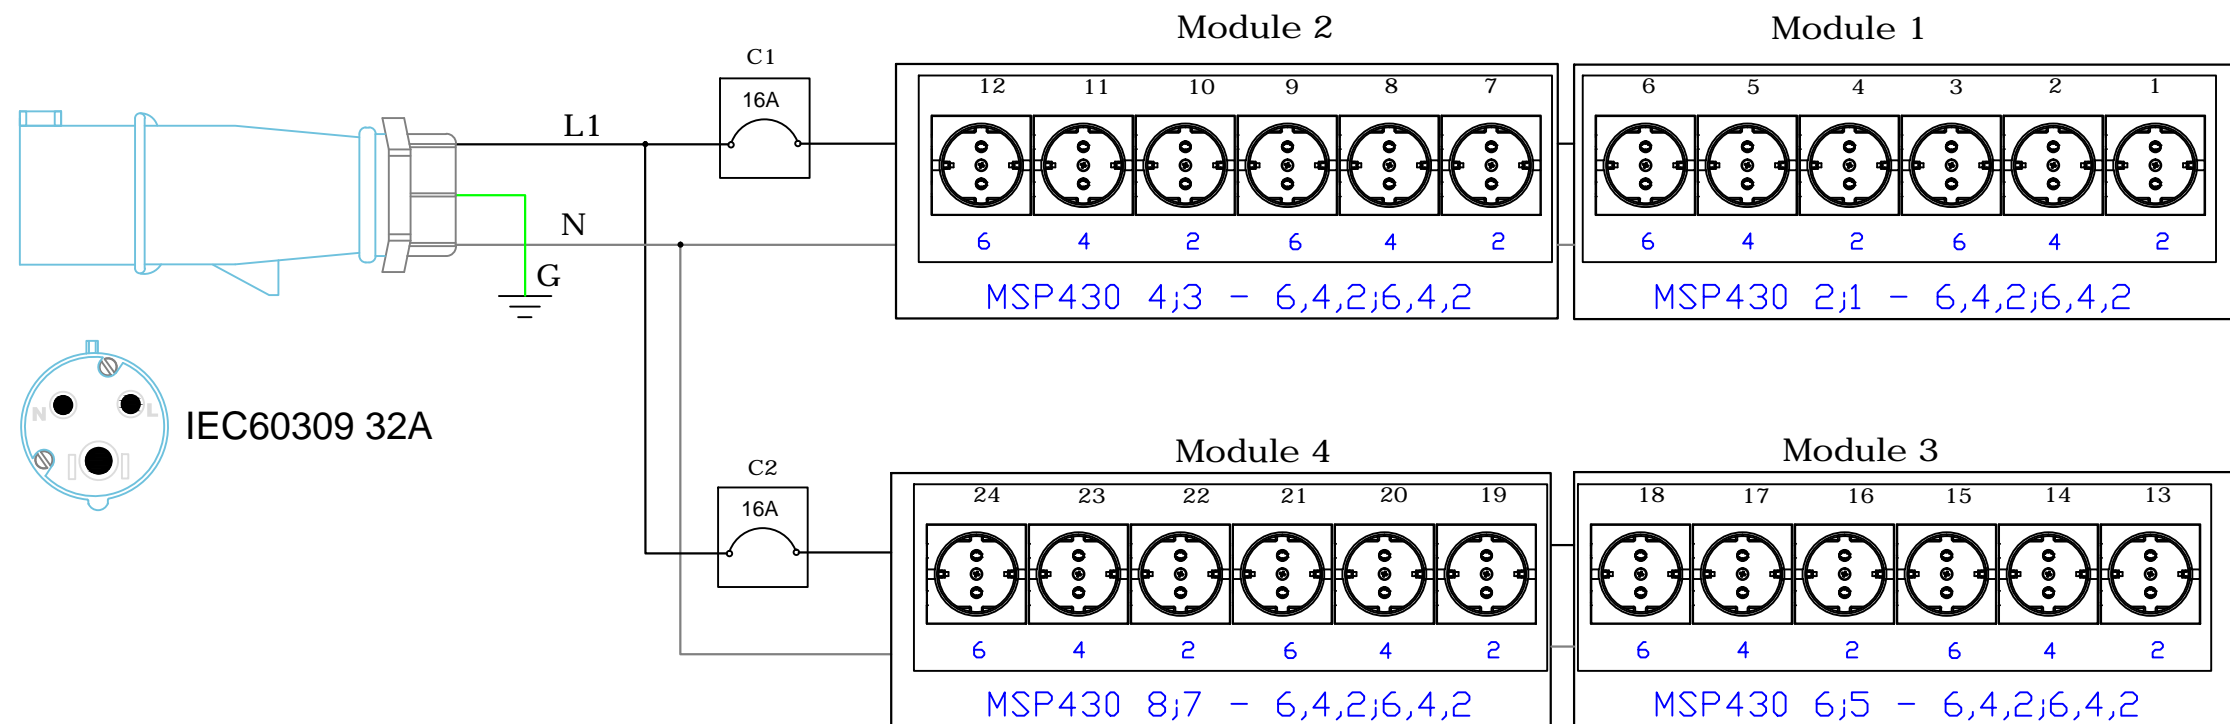 Module 2
Module 1
C1
16A
12 11 10 9 8 7
6 5 4 3 2 1
L1
N
G
6 4 2 6 4 2
6 4 2 6 4 2
MSP430 4;3 - 6,4,2;6,4,2
MSP430 2;1 - 6,4,2;6,4,2
N L
IEC60309 32A
Module 4
Module 3
C2
16A
24 23 22 21 20 19
18 17 16 15 14 13
6 4 2 6 4 2
6 4 2 6 4 2
MSP430 8;7 - 6,4,2;6,4,2
MSP430 6;5 - 6,4,2;6,4,2